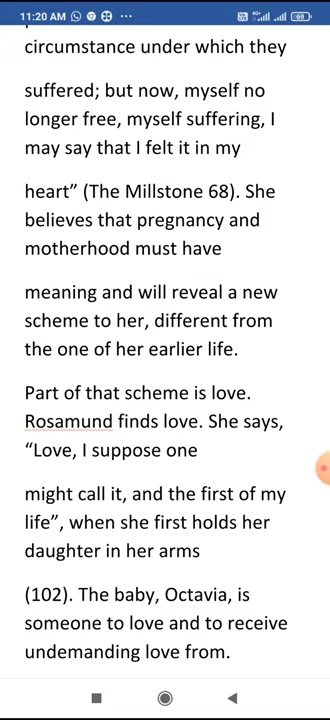 11:20 AM
4G+
69
circumstance under which they
suffered; but now, myself no
longer free, myself suffering, I
may say that I felt it in my
heart” (The Millstone 68). She
believes that pregnancy and
motherhood must have
meaning and will reveal a new
scheme to her, different from
the one of her earlier life.
Part of that scheme is love.
Rosamund finds love. She says,
“Love, I suppose one
might call it, and the first of my
life”, when she first holds her
daughter in her arms
(102). The baby, Octavia, is
someone to love and to receive
undemanding love from.